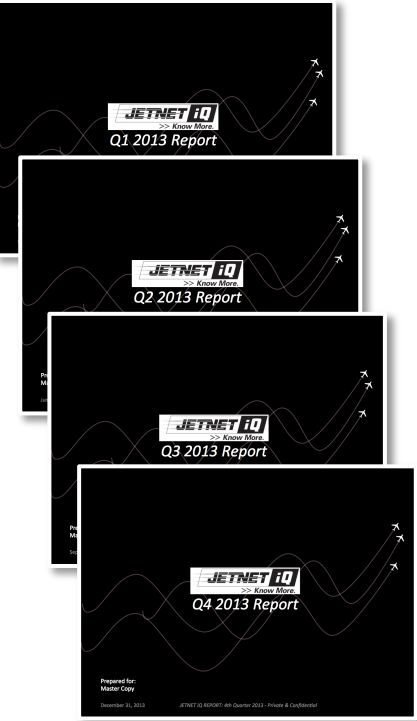 JETNET iQ
>> Know More.
Q1 2013 Report
JETNET iQ
>> Know More.
Q2 2013 Report
JETNET iQ
>> Know More.
Q3 2013 Report
JETNET iQ
>> Know More.
Q4 2013 Report
Prepared for:
Master Copy
December 31, 2013 JETNET iQ REPORT: 4th Quarter 2013 - Private & Confidential